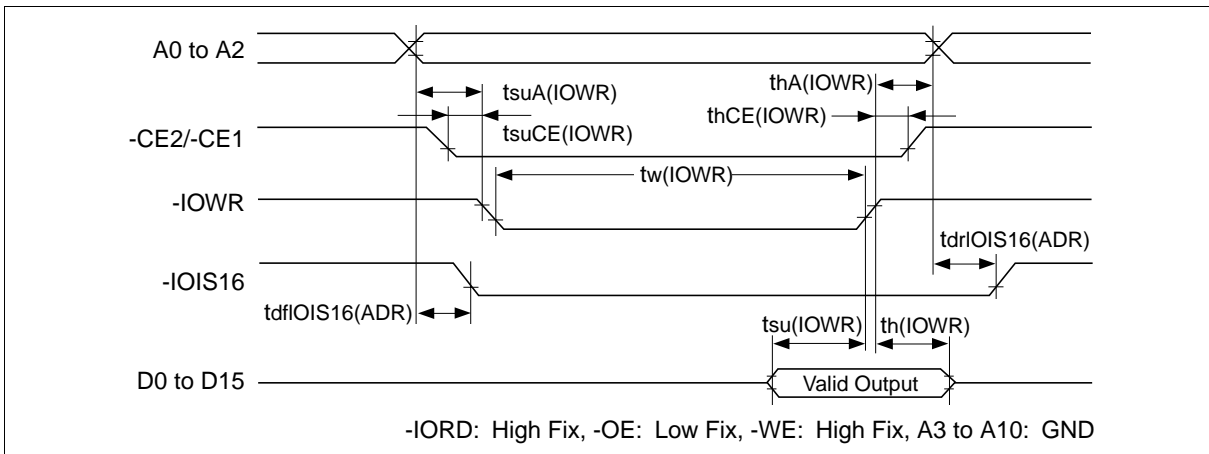 A0 to A2
tsuA(IOWR)
thA(IOWR)
-CE2/-CE1
tsuCE(IOWR)
thCE(IOWR)
tw(IOWR)
-IOWR
tdrIOIS16(ADR)
-IOIS16
tdfIOIS16(ADR)
tsu(IOWR)
th(IOWR)
D0 to D15
Valid Output
-IORD: High Fix, -OE: Low Fix, -WE: High Fix, A3 to A10: GND